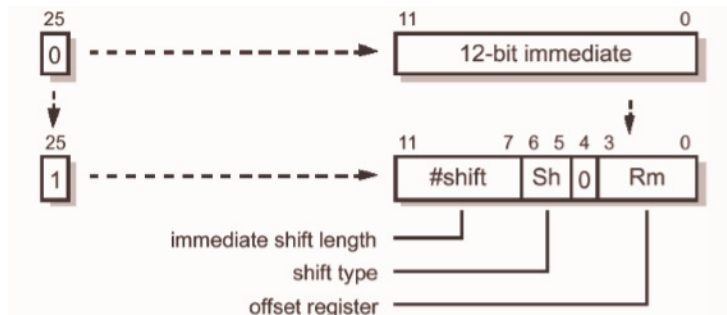 25 11 0
0 12-bit immediate
25 11 7 6 5 4 3 0
1 #shift Sh 0 Rm
immediate shift length
shift type
offset register